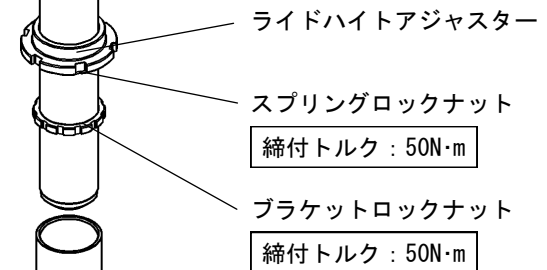 ライドハイトアジャスター
スプリングロックナット
締付トルク：50N·m
ブラケットロックナット
締付トルク：50N·m